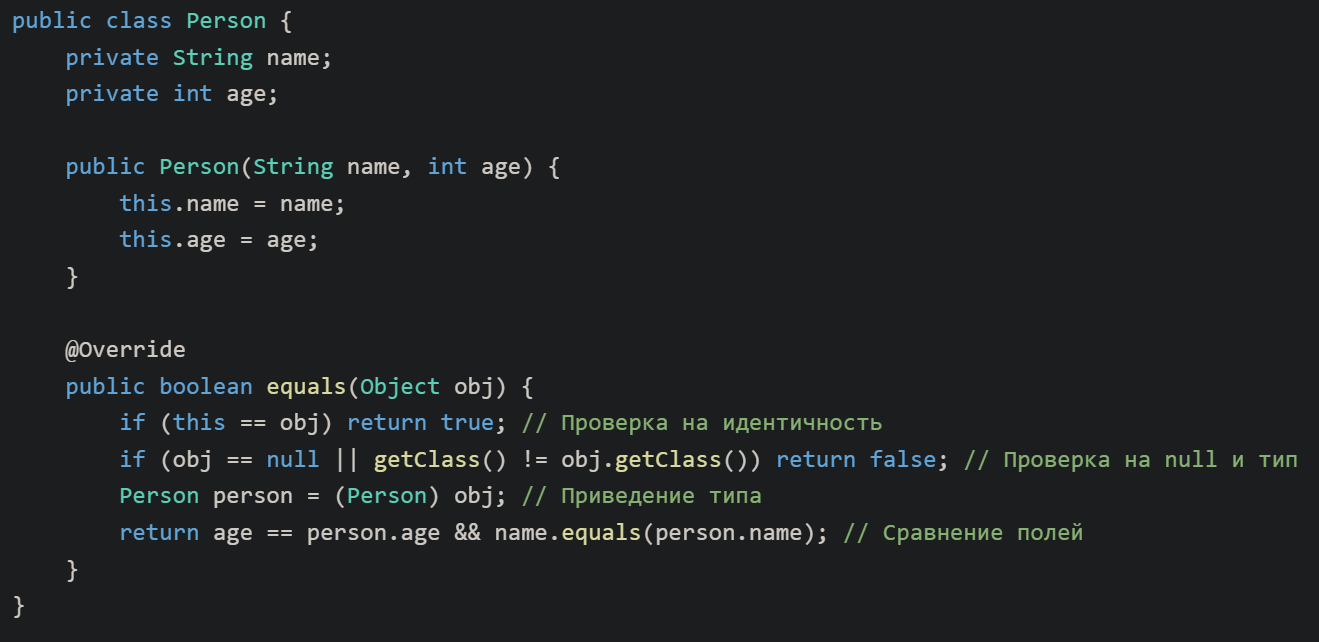 public class Person {
    private String name;
    private int age;

    public Person(String name, int age) {
        this.name = name;
        this.age = age;
    }

    @Override
    public boolean equals(Object obj) {
        if (this == obj) return true; // Проверка на идентичность
        if (obj == null || getClass() != obj.getClass()) return false; // Проверка на null и тип
        Person person = (Person) obj; // Приведение типа
        return age == person.age && name.equals(person.name); // Сравнение полей
    }
}